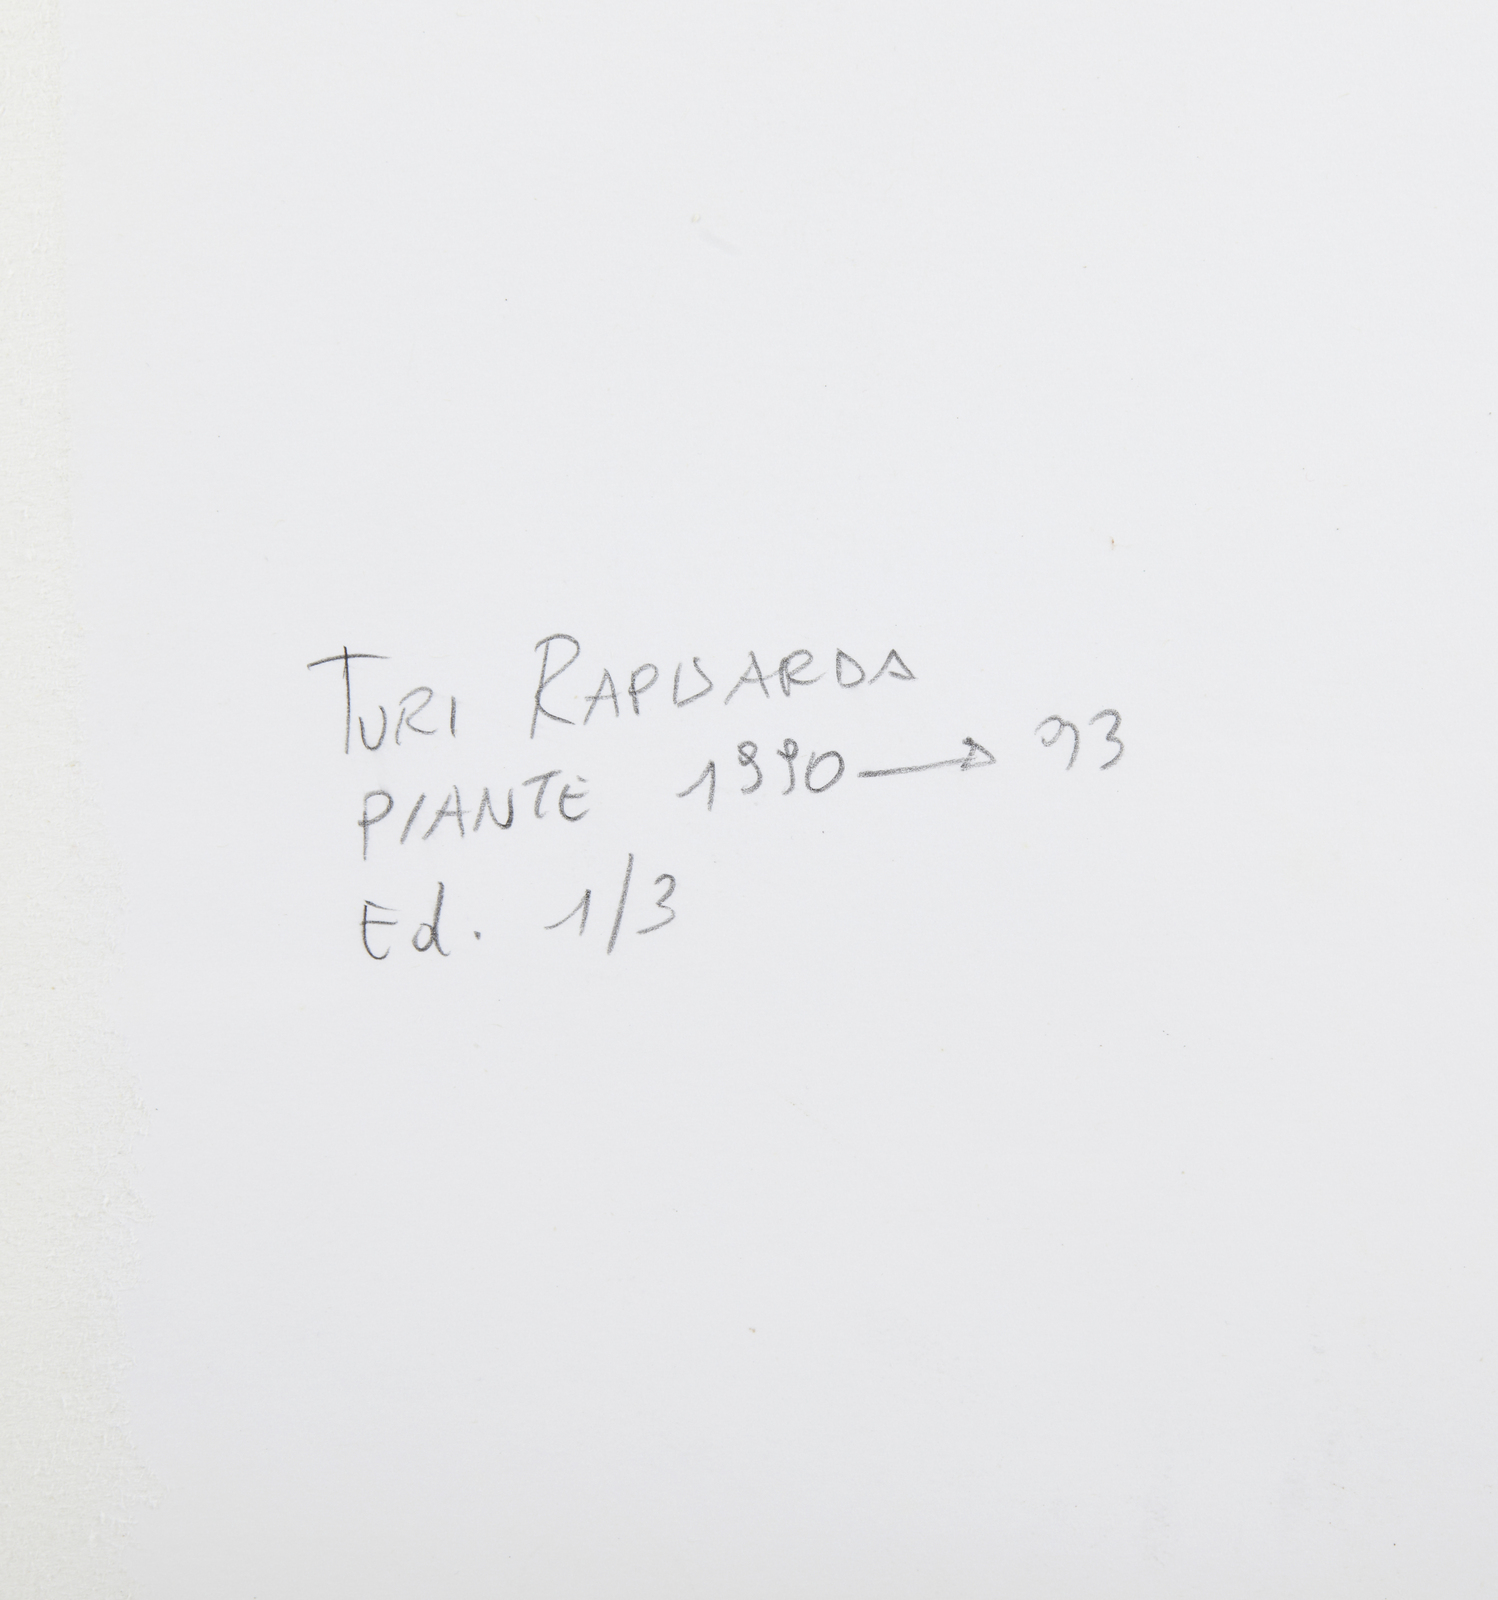 TURI RAPISARDA
PIANTE 1990 → 93
Ed. 1/3